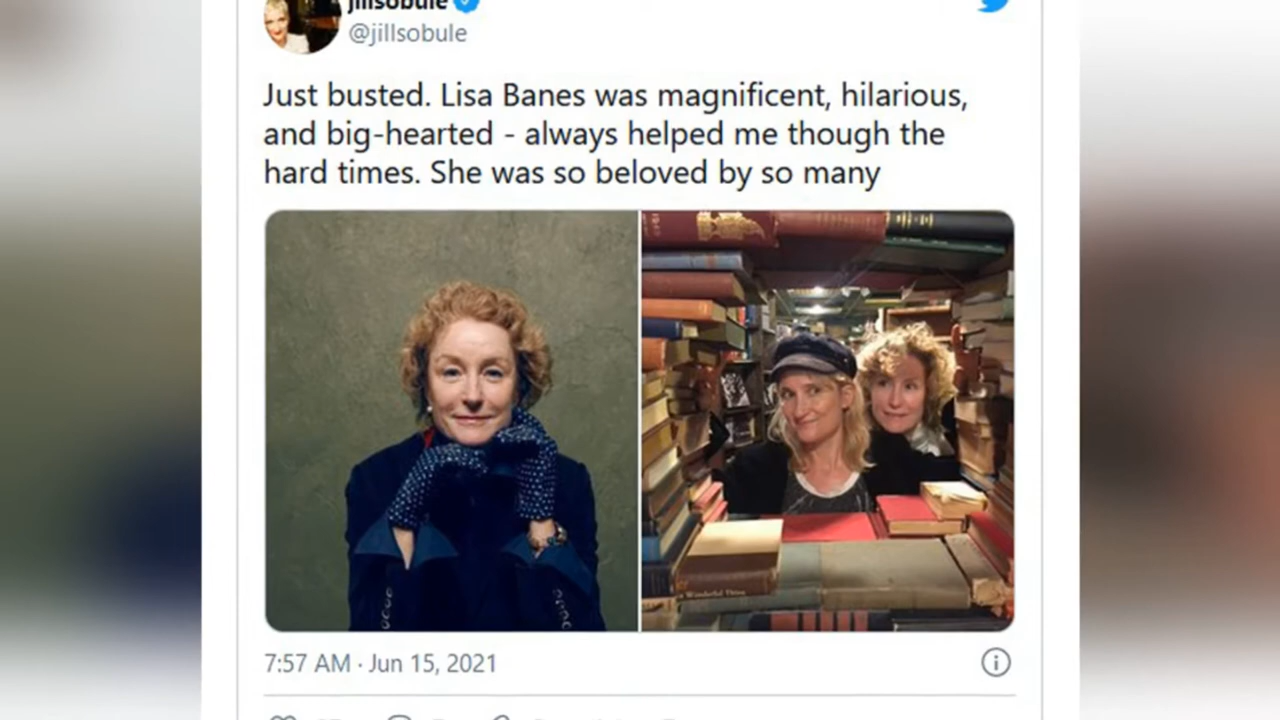 jillsobule
@jillsobule
Just busted. Lisa Banes was magnificent, hilarious,
and big-hearted - always helped me though the
hard times. She was so beloved by so many
7:57 AM · Jun 15, 2021